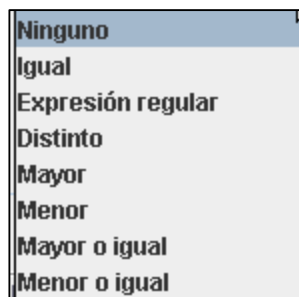 Ninguno
Igual
Expresión regular
Distinto
Mayor
Menor
Mayor o igual
Menor o igual